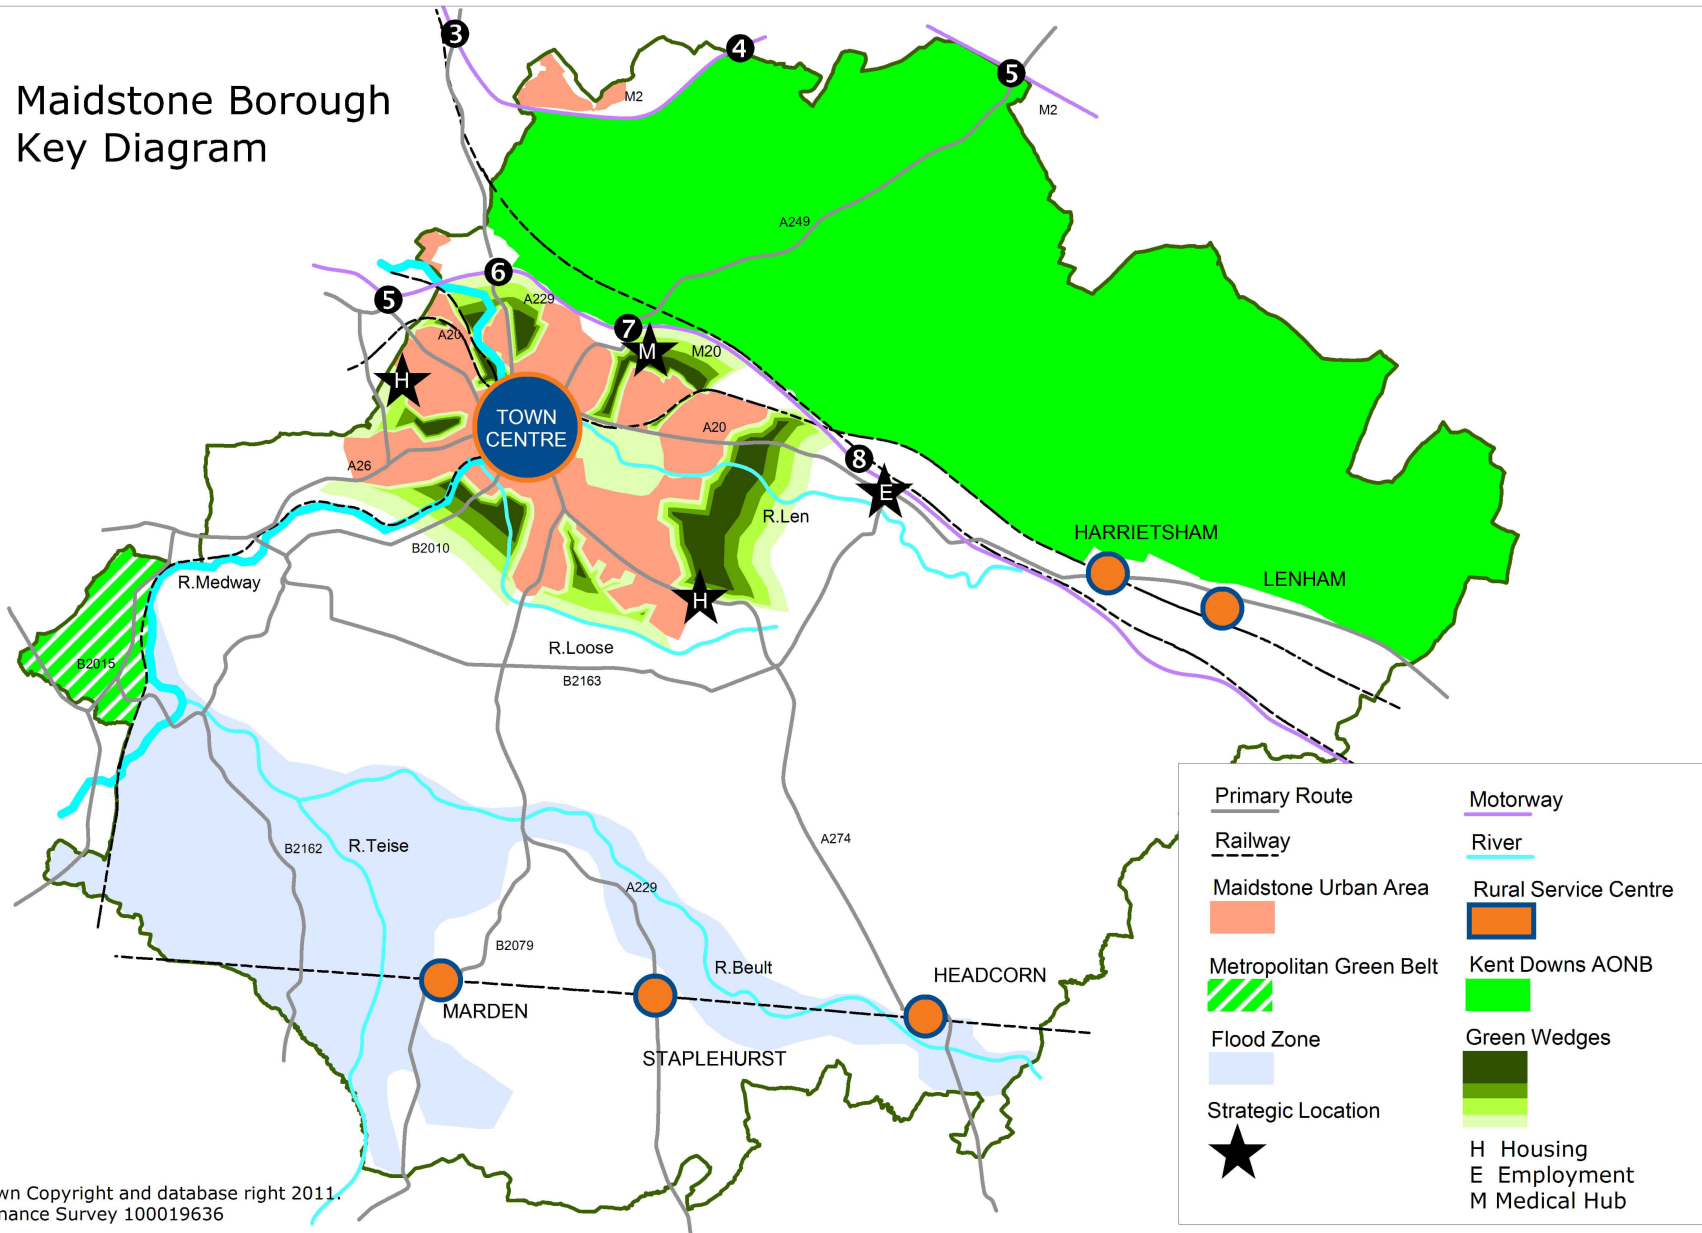 Maidstone Borough
Key Diagram
3
4
5
M2
M2
A249
6
5
A229
A20
7
M
M20
H
TOWN
CENTRE
A20
A26
8
E
R.Len
HARRIETSHAM
B2010
LENHAM
R.Medway
H
R.Loose
B2015
B2163
Primary Route
Motorway
Railway
River
Maidstone Urban Area
Rural Service Centre
Metropolitan Green Belt
Kent Downs AONB
Flood Zone
Green Wedges
Strategic Location
H Housing
E Employment
M Medical Hub
A274
B2162
R.Teise
A229
B2079
R.Beult
HEADCORN
MARDEN
STAPLEHURST
wn Copyright and database right 2011.
nance Survey 100019636